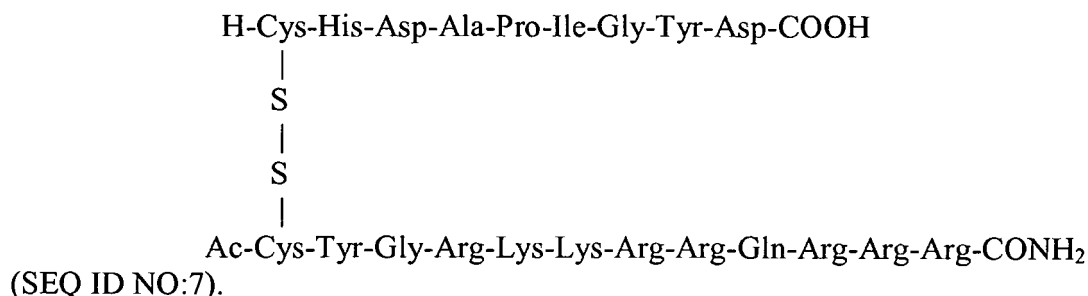 H-Cys-His-Asp-Ala-Pro-Ile-Gly-Tyr-Asp-COOH
|
S
|
S
|
Ac-Cys-Tyr-Gly-Arg-Lys-Lys-Arg-Arg-Gln-Arg-Arg-Arg-CONH₂
(SEQ ID NO:7).